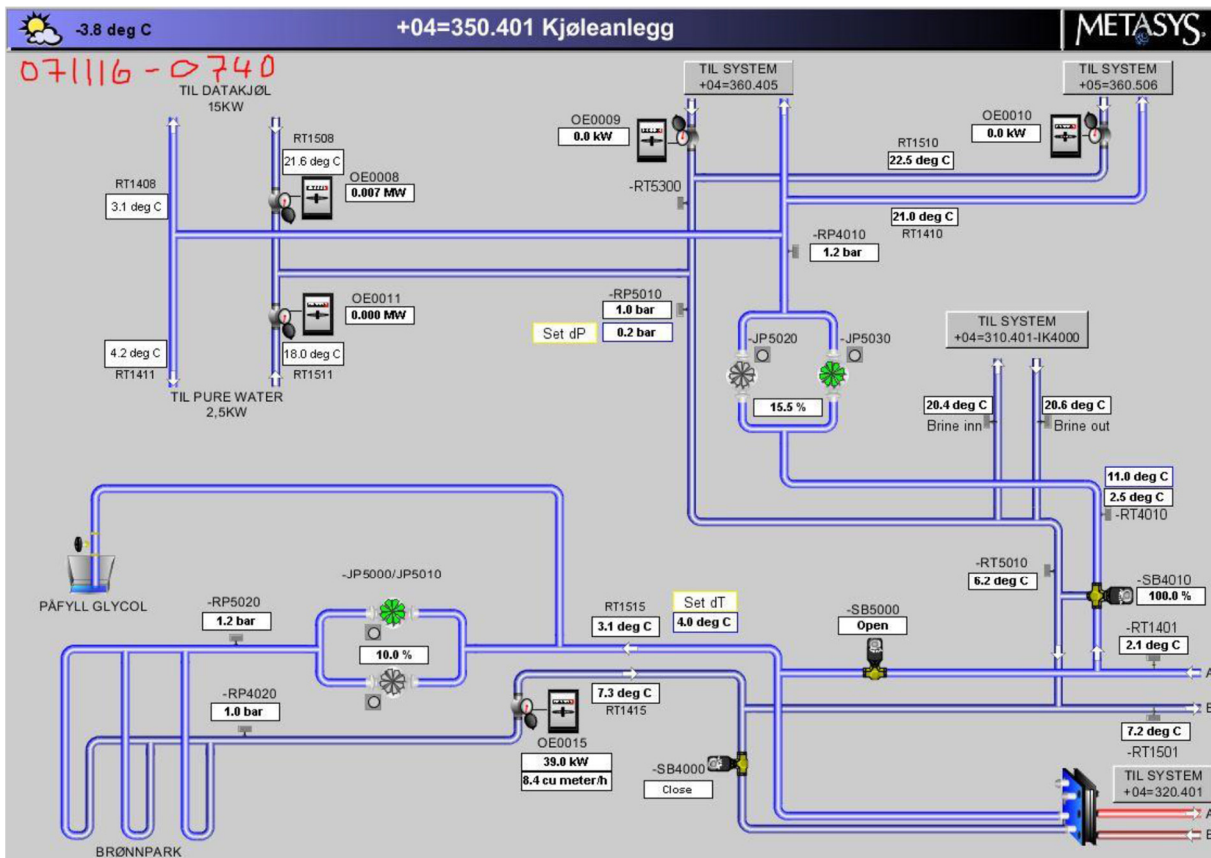 -3.8 deg C
+04=350.401 Kjøleanlegg
METASYS
071116-0740
TIL DATAKJØL
15KW
TIL SYSTEM
+04=360.405
TIL SYSTEM
+05=360.506
OE0009
0.0 kW
OE0010
0.0 kW
RT1508
21.6 deg C
OE0008
0.007 MW
RT1510
22.5 deg C
RT1408
3.1 deg C
-RT5300
21.0 deg C
RT1410
-RP4010
1.2 bar
OE0011
0.000 MW
-RP5010
1.0 bar
Set dP
0.2 bar
4.2 deg C
RT1411
18.0 deg C
RT1511
TIL PURE WATER
2,5KW
-JP5020
-JP5030
15.5 %
TIL SYSTEM
+04=310.401-IK4000
20.4 deg C
Brine inn
20.6 deg C
Brine out
11.0 deg C
2.5 deg C
-RT4010
-RT5010
6.2 deg C
-SB4010
100.0 %
PÅFYLL GLYCOL
-JP5000/JP5010
10.0 %
-RP5020
1.2 bar
RT1515
3.1 deg C
Set dT
4.0 deg C
-SB5000
Open
-RT1401
2.1 deg C
A
-RP4020
1.0 bar
7.3 deg C
RT1415
B
7.2 deg C
-RT1501
OE0015
39.0 kW
8.4 cu meter/h
-SB4000
Close
TIL SYSTEM
+04=320.401
A
B
BRØNNPARK